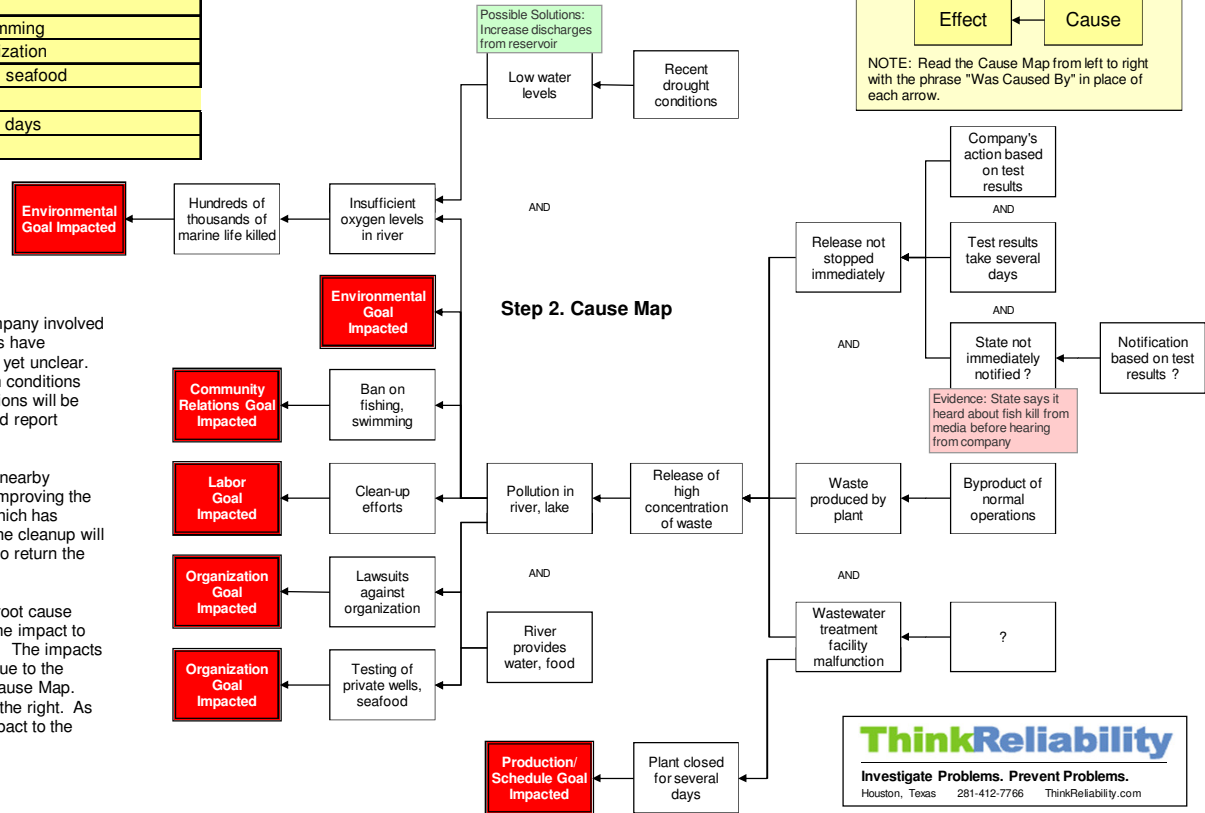 mming
ization
seafood
days
Possible Solutions:
Increase discharges
from reservoir
Low water
levels
Recent
drought
conditions
Effect
Cause
NOTE: Read the Cause Map from left to right
with the phrase "Was Caused By" in place of
each arrow.
Company's
action based
on test
results
AND
Environmental
Goal Impacted
Hundreds of
thousands of
marine life killed
Insufficient
oxygen levels
in river
AND
Release not
stopped
immediately
Test results
take several
days
AND
Environmental
Goal
Impacted
Step 2. Cause Map
AND
State not
immediately
notified ?
Notification
based on test
results ?
Evidence: State says it
heard about fish kill from
media before hearing
from company
mpany involved
s have
yet unclear.
n conditions
ions will be
d report
Community
Relations Goal
Impacted
Ban on
fishing,
swimming
nearby
mproving the
hich has
he cleanup will
o return the
Labor
Goal
Impacted
Clean-up
efforts
Pollution in
river, lake
Release of
high
concentration
of waste
Waste
produced by
plant
Byproduct of
normal
operations
AND
AND
oot cause
he impact to
The impacts
ue to the
ause Map.
the right. As
pact to the
Organization
Goal
Impacted
Lawsuits
against
organization
River
provides
water, food
Wastewater
treatment
facility
malfunction
?
Organization
Goal
Impacted
Testing of
private wells,
seafood
Production/
Schedule Goal
Impacted
Plant closed
for several
days
ThinkReliability
Investigate Problems. Prevent Problems.
Houston, Texas 281-412-7766 ThinkReliability.com